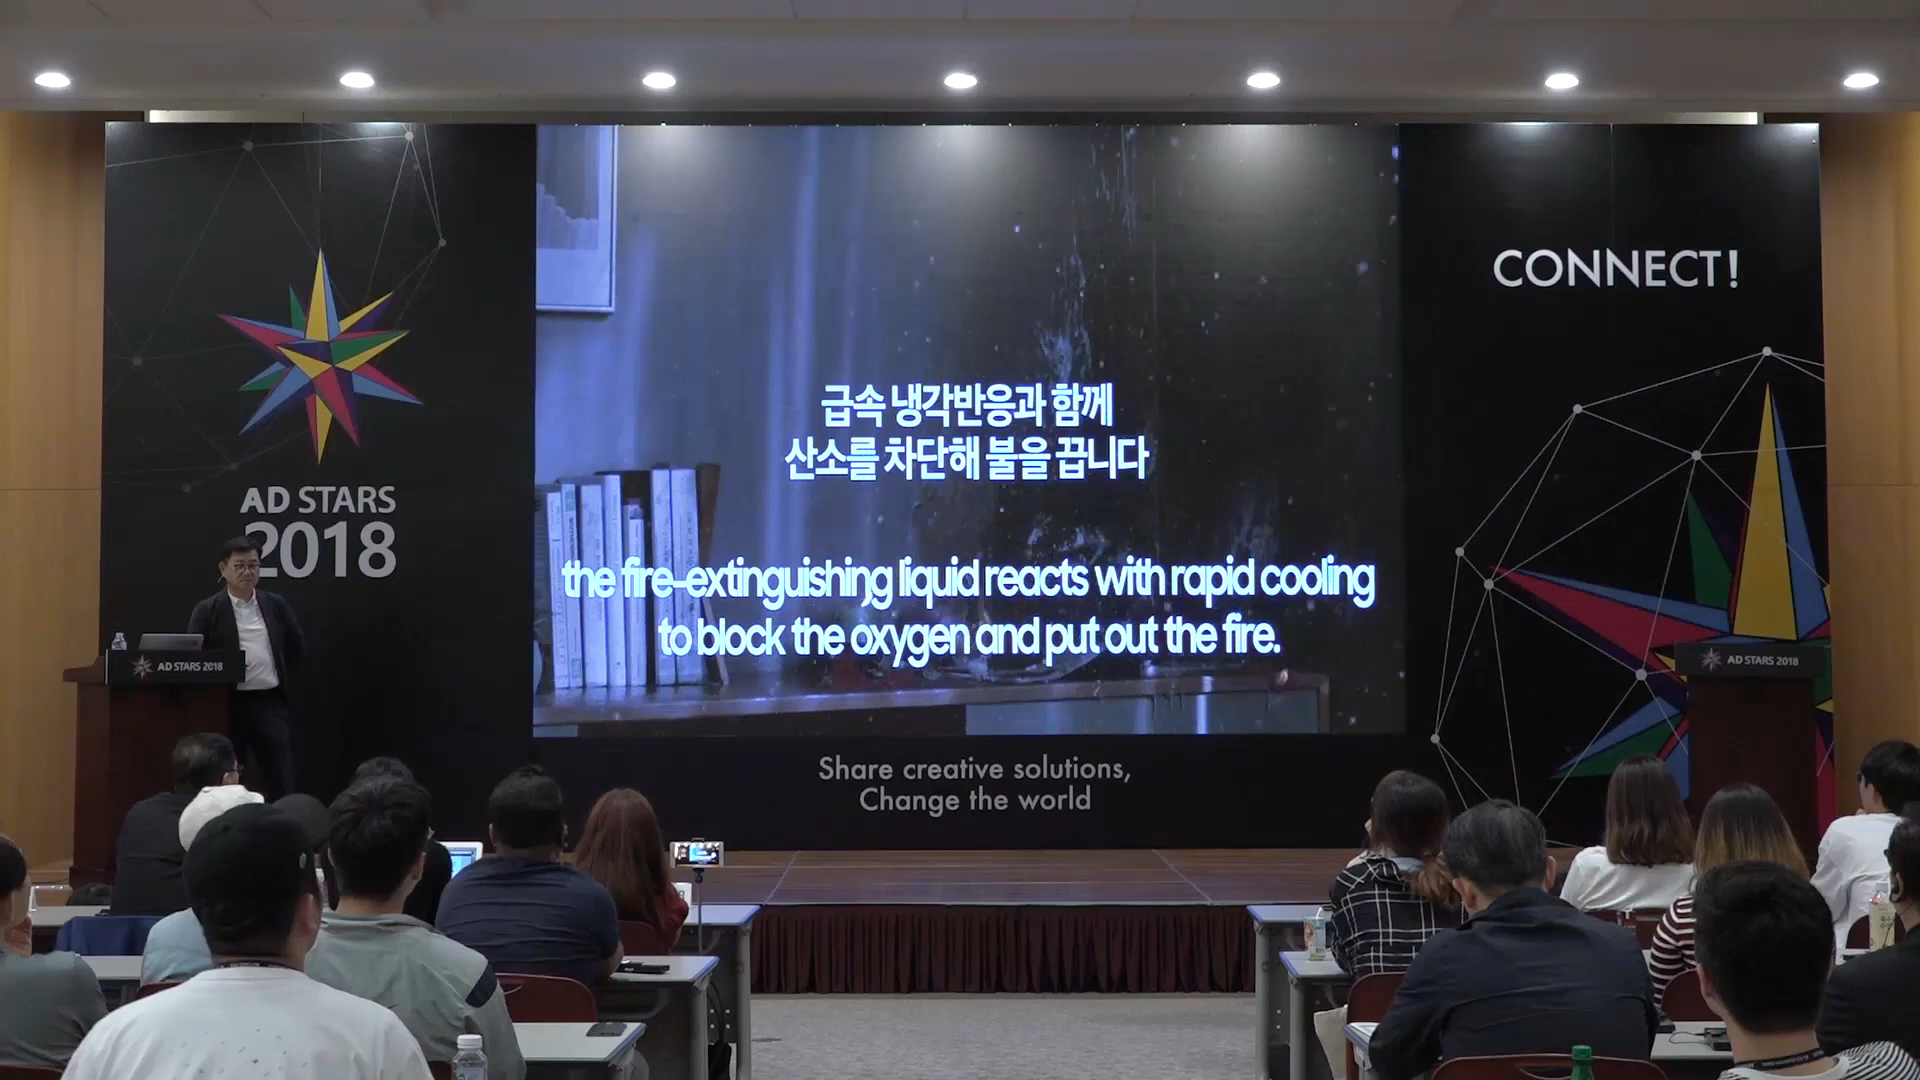 CONNECT!
급속 냉각반응과 함께
산소를 차단해 불을 끕니다
AD STARS
2018
the fire-extinguishing liquid reacts with rapid cooling
to block the oxygen and put out the fire.
AD STARS 2018
AD STARS 2018
Share creative solutions,
Change the world